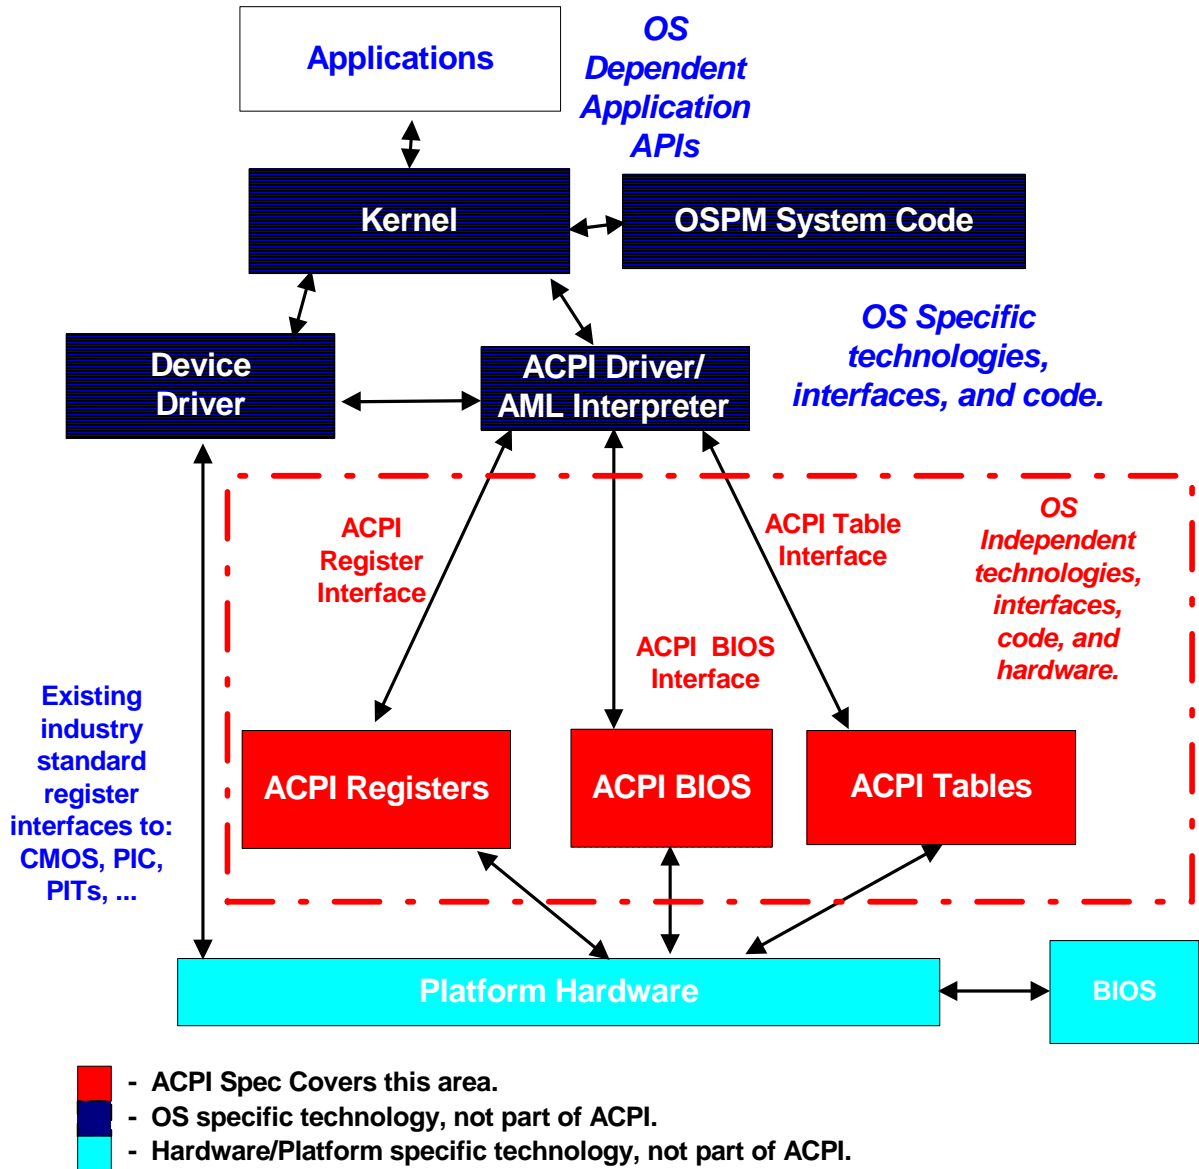 Applications
OS
Dependent
Application
APIs
Kernel
OSPM System Code
OS Specific
technologies,
interfaces, and code.
Device
Driver
ACPI Driver/
AML Interpreter
ACPI
Register
Interface
ACPI Table
Interface
OS
Independent
technologies,
interfaces,
code, and
hardware.
ACPI BIOS
Interface
Existing
industry
standard
register
interfaces to:
CMOS, PIC,
PITs, ...
ACPI Registers
ACPI BIOS
ACPI Tables
Platform Hardware
BIOS
- ACPI Spec Covers this area.
- OS specific technology, not part of ACPI.
- Hardware/Platform specific technology, not part of ACPI.